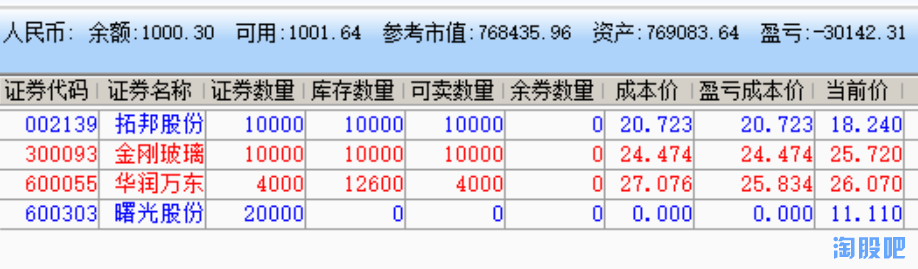 人民币: 余额:1000.30 可用:1001.64 参考市值:768435.96 资产:769083.64 盈亏:-30142.31
证券代码 证券名称 证券数量 库存数量 可卖数量 余券数量 成本价 盈亏成本价 当前价
002139 拓邦股份 10000 10000 10000 0 20.723 20.723 18.240
300093 金刚玻璃 10000 10000 10000 0 24.474 24.474 25.720
600055 华润万东 4000 12600 4000 0 27.076 25.834 26.070
600303 曙光股份 20000 0 0 0 0.000 0.000 11.110
淘股吧